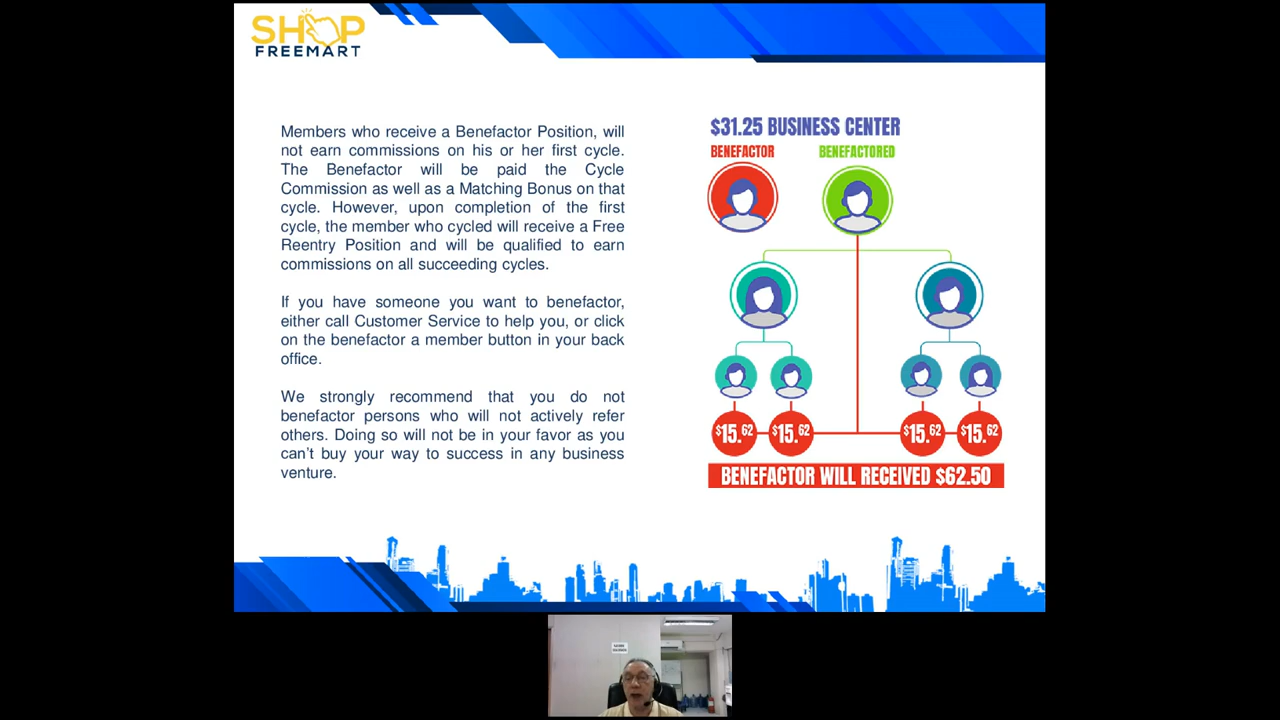 SHOP
FREEMART
Members who receive a Benefactor Position, will
not earn commissions on his or her first cycle.
The Benefactor will be paid the Cycle
Commission as well as a Matching Bonus on that
cycle. However, upon completion of the first
cycle, the member who cycled will receive a Free
Reentry Position and will be qualified to earn
commissions on all succeeding cycles.
If you have someone you want to benefactor,
either call Customer Service to help you, or click
on the benefactor a member button in your back
office.
We strongly recommend that you do not
benefactor persons who will not actively refer
others. Doing so will not be in your favor as you
can’t buy your way to success in any business
venture.
$31.25 BUSINESS CENTER
BENEFACTOR BENEFACTORED
$15.62 $15.62 $15.62 $15.62
BENEFACTOR WILL RECEIVED $62.50